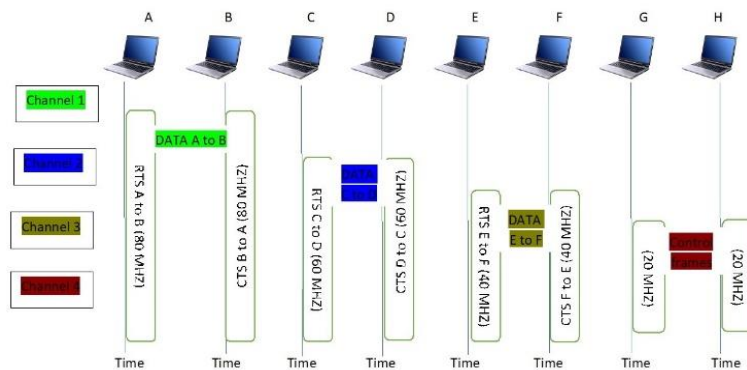 A B C D E F G H
Channel 1
Channel 2
Channel 3
Channel 4
RTS A to B (80 MHZ)
DATA A to B
CTS B to A (80 MHZ)
RTS C to D (60 MHZ)
DATA
C to D
CTS D to C (60 MHZ)
RTS E to F (40 MHZ)
DATA
E to F
CTS F to E (40 MHZ)
(20 MHZ)
Control
frames
(20 MHZ)
Time Time Time Time Time Time Time Time